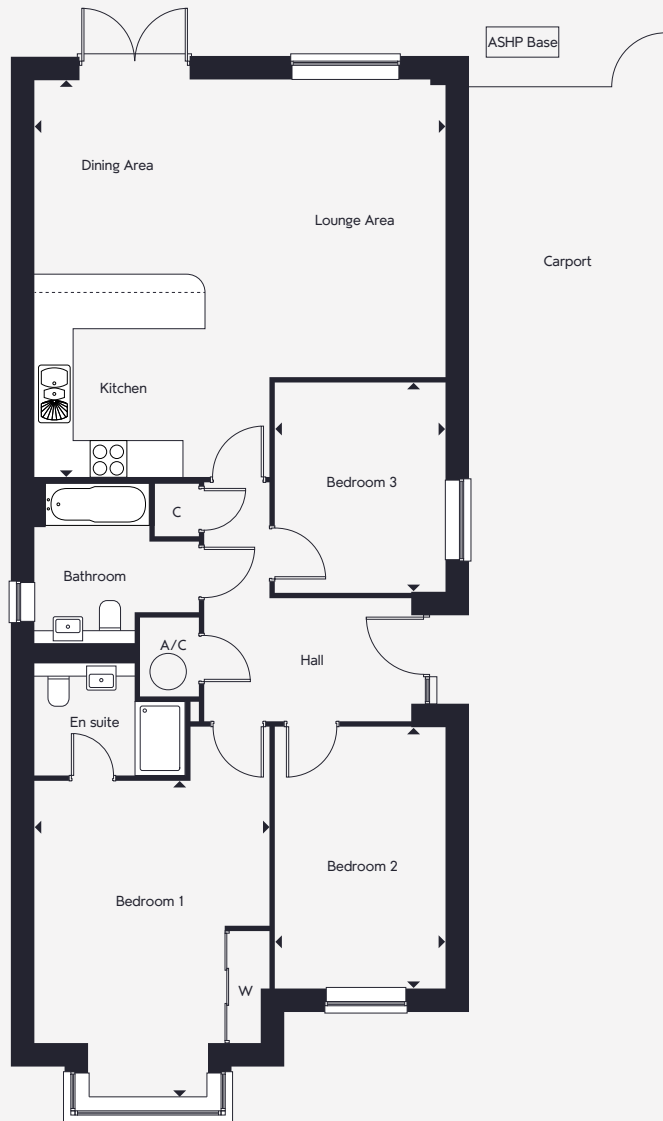 ASHP Base
Dining Area
Lounge Area
Carport
Kitchen
Bedroom 3
C
Bathroom
A/C
Hall
En suite
Bedroom 2
Bedroom 1
W